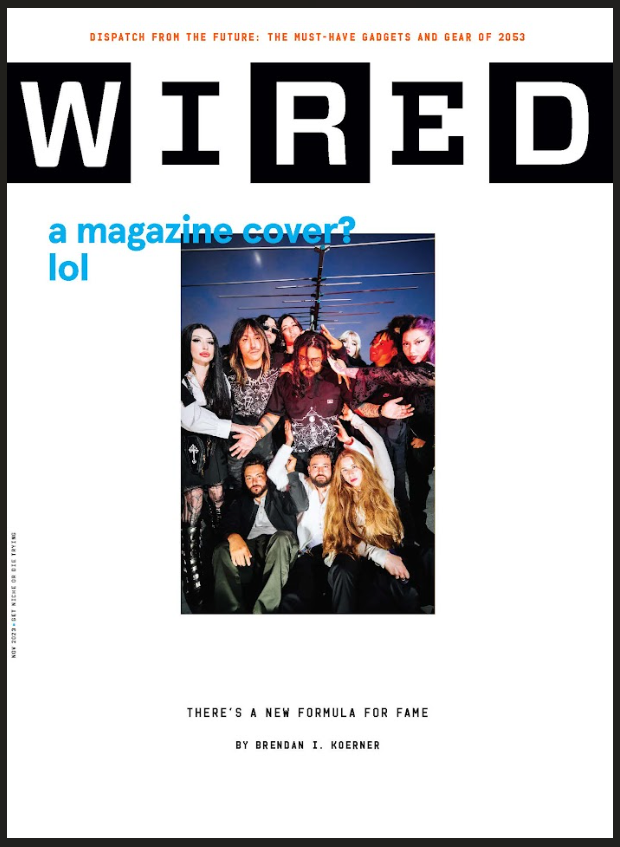 DISPATCH FROM THE FUTURE: THE MUST-HAVE GADGETS AND GEAR OF 2053
WIRED
a magazine cover?
lol
NOV 2023 • GET NICHE OR DIE TRYING
THERE'S A NEW FORMULA FOR FAME
BY BRENDAN I. KOERNER